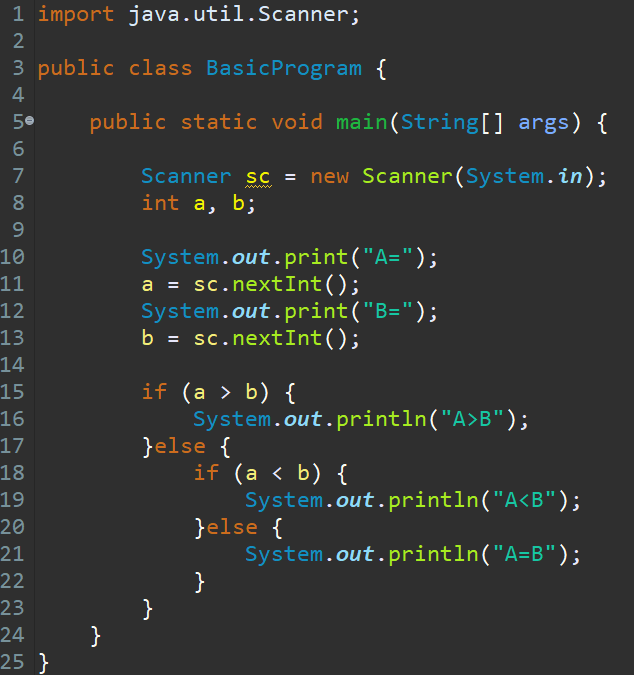 1 import java.util.Scanner;
2
3 public class BasicProgram {
4
5     public static void main(String[] args) {
6
7         Scanner sc = new Scanner(System.in);
8         int a, b;
9
10         System.out.print("A=");
11         a = sc.nextInt();
12         System.out.print("B=");
13         b = sc.nextInt();
14
15         if (a > b) {
16             System.out.println("A>B");
17         }else {
18             if (a < b) {
19                 System.out.println("A<B");
20             }else {
21                 System.out.println("A=B");
22             }
23         }
24     }
25 }